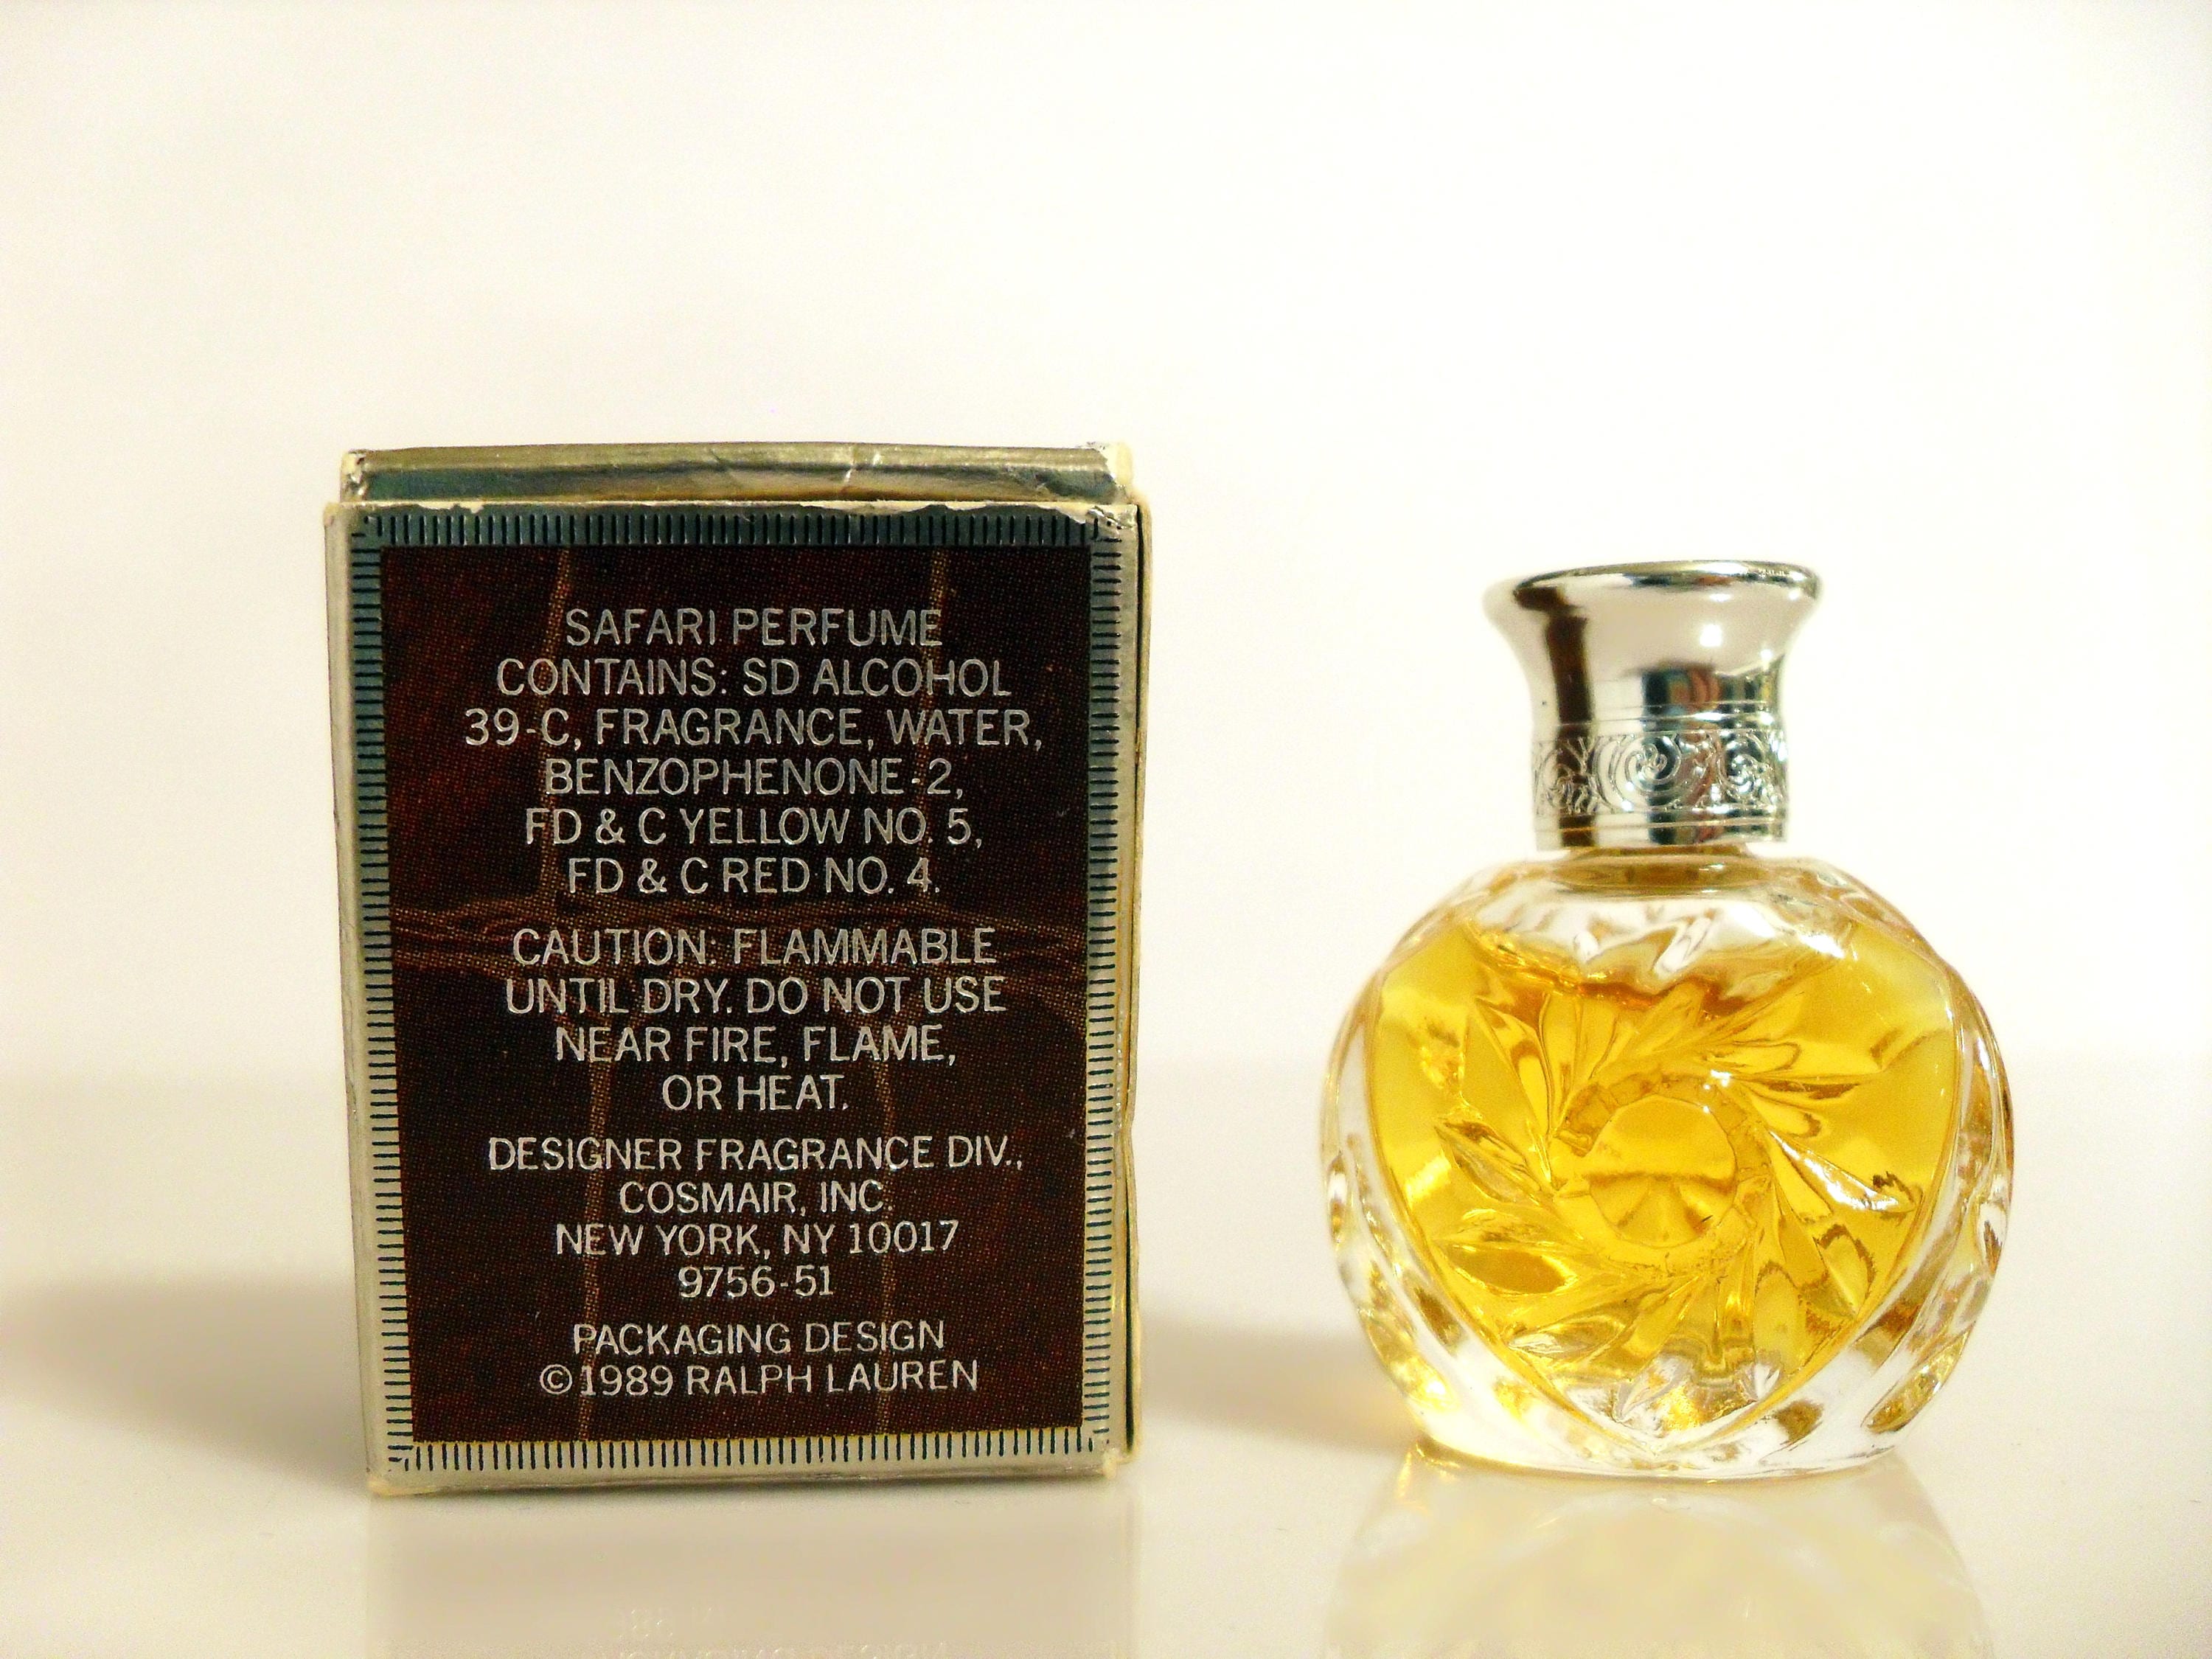 SAFARI PERFUME
CONTAINS: SD ALCOHOL
39-C, FRAGRANCE, WATER,
BENZOPHENONE-2,
FD & C YELLOW NO. 5,
FD & C RED NO. 4.
CAUTION: FLAMMABLE
UNTIL DRY. DO NOT USE
NEAR FIRE, FLAME,
OR HEAT.
DESIGNER FRAGRANCE DIV.,
COSMAIR, INC.
NEW YORK, NY 10017
9756-51
PACKAGING DESIGN
©1989 RALPH LAUREN